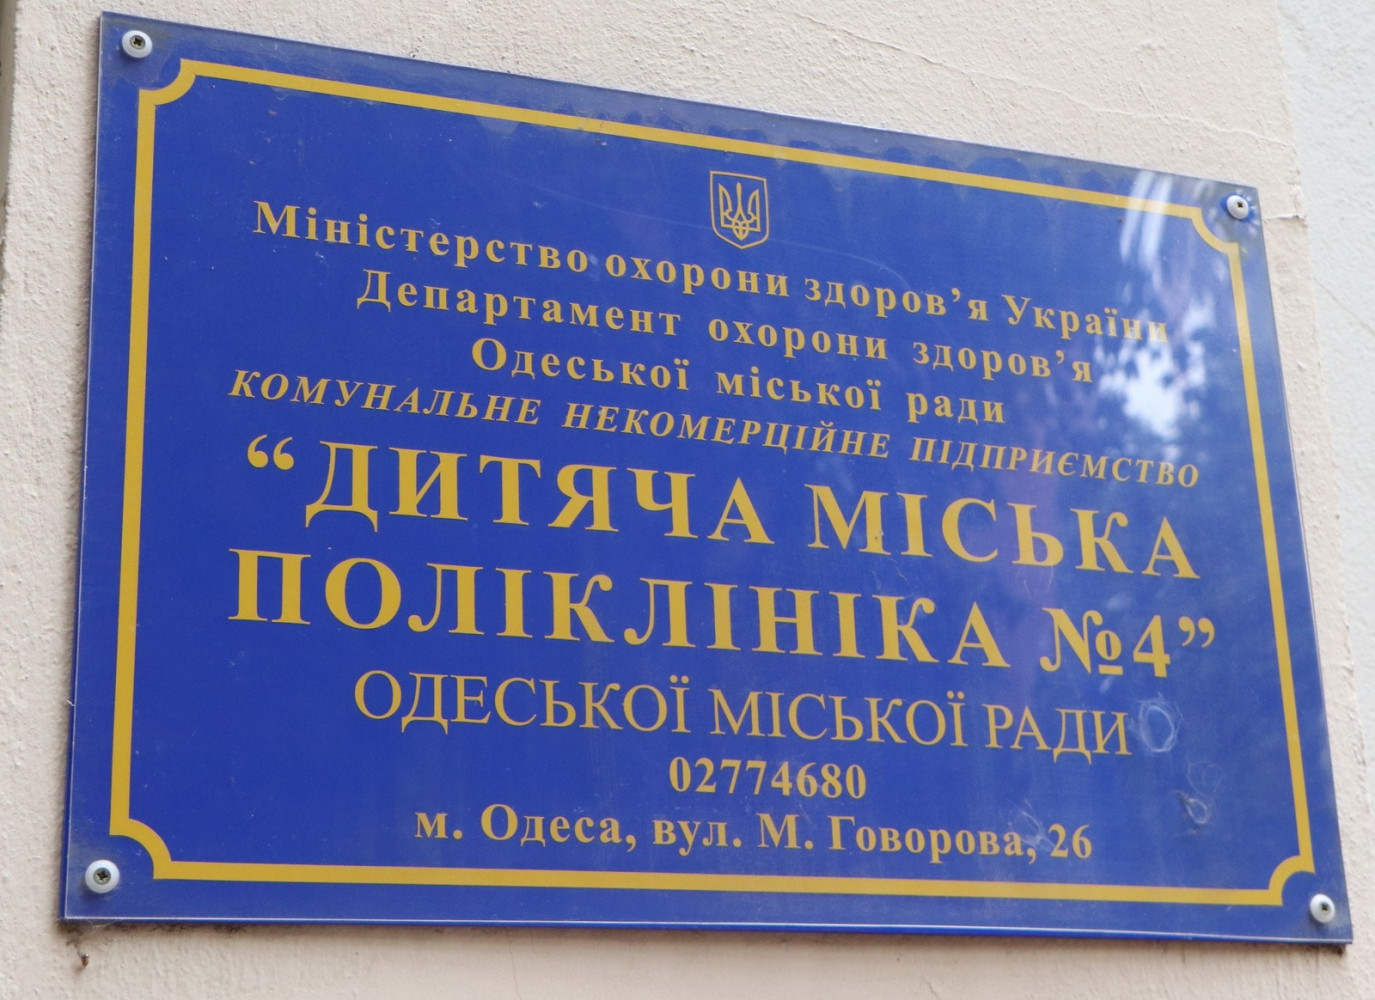 Міністерство охорони здоров’я України
Департамент охорони здоров’я
Одеської міської ради
КОМУНАЛЬНЕ НЕКОМЕРЦІЙНЕ ПІДПРИЄМСТВО
“ДИТЯЧА МІСЬКА
ПОЛІКЛІНІКА №4”
ОДЕСЬКОЇ МІСЬКОЇ РАДИ
02774680
м. Одеса, вул. М. Говорова, 26